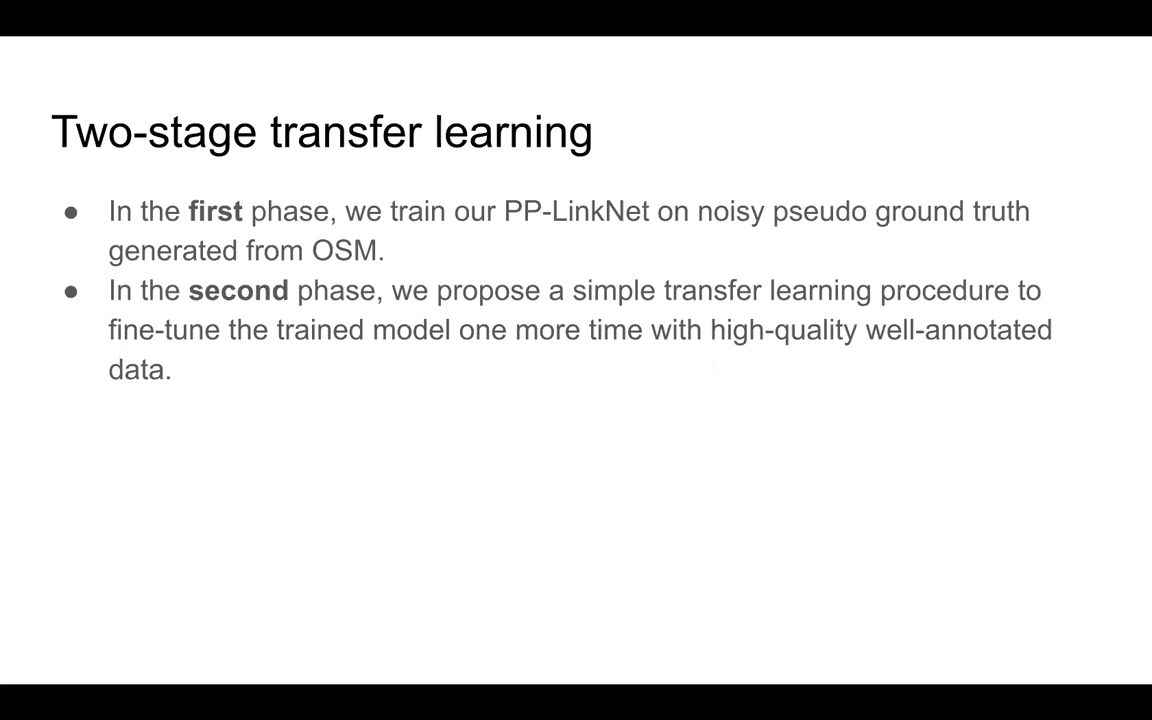 Two-stage transfer learning
● In the first phase, we train our PP-LinkNet on noisy pseudo ground truth
generated from OSM.
● In the second phase, we propose a simple transfer learning procedure to
fine-tune the trained model one more time with high-quality well-annotated
data.